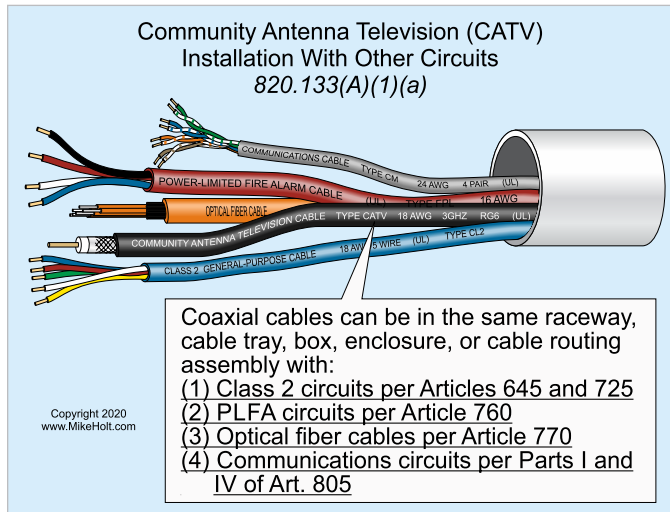 Community Antenna Television (CATV)
Installation With Other Circuits
820.133(A)(1)(a)
COMMUNICATIONS CABLE TYPE CM 24 AWG 4 PAIR (UL)
POWER-LIMITED FIRE ALARM CABLE (UL) TYPE FPL 16 AWG
OPTICAL FIBER CABLE
COMMUNITY ANTENNA TELEVISION CABLE TYPE CATV 18 AWG 3GHZ RG6 (UL)
CLASS 2 GENERAL-PURPOSE CABLE 18 AWG 5 WIRE (UL) TYPE CL2
Coaxial cables can be in the same raceway,
cable tray, box, enclosure, or cable routing
assembly with:
(1) Class 2 circuits per Articles 645 and 725
(2) PLFA circuits per Article 760
(3) Optical fiber cables per Article 770
(4) Communications circuits per Parts I and
IV of Art. 805
Copyright 2020
www.MikeHolt.com